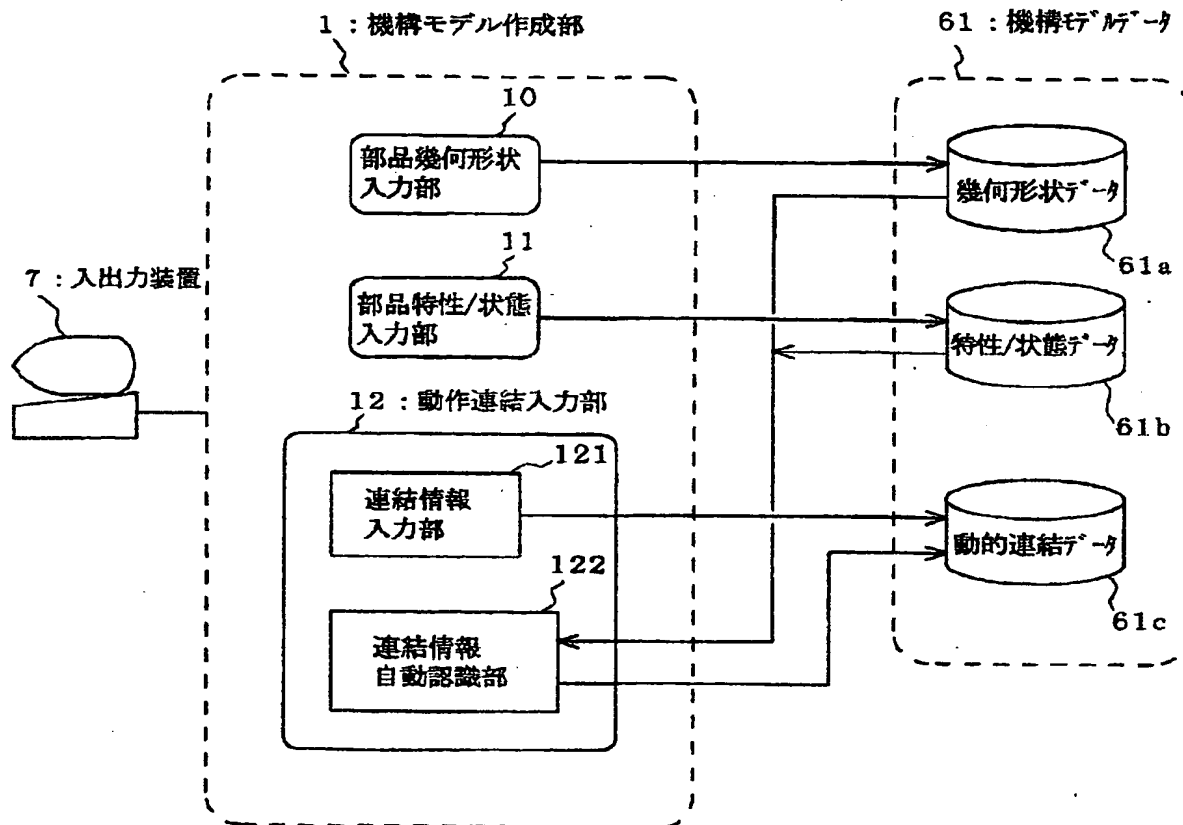 1:機構モデル作成部
61:機構モデルデータ
10
部品幾何形状
入力部
幾何形状データ
61a
11
7:入出力装置
部品特性/状態
入力部
特性/状態データ
61b
12:動作連結入力部
121
連結情報
入力部
動的連結データ
61c
122
連結情報
自動認識部